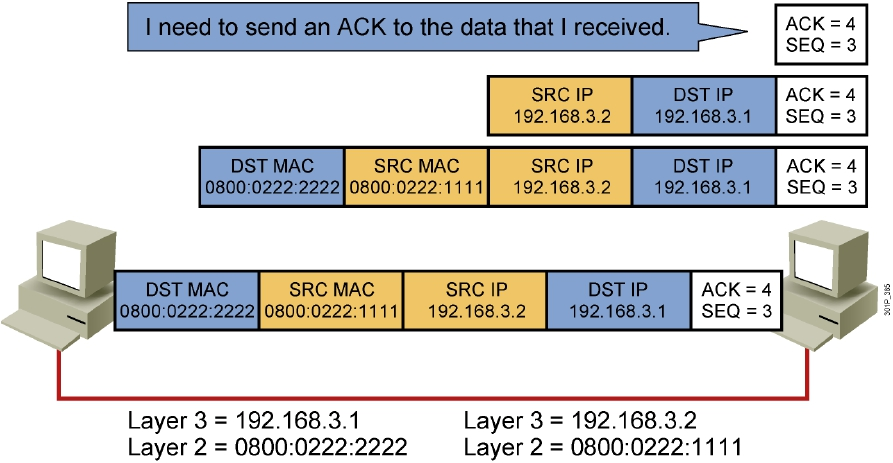 I need to send an ACK to the data that I received.
ACK = 4
SEQ = 3
SRC IP
192.168.3.2
DST IP
192.168.3.1
ACK = 4
SEQ = 3
DST MAC
0800:0222:2222
SRC MAC
0800:0222:1111
SRC IP
192.168.3.2
DST IP
192.168.3.1
ACK = 4
SEQ = 3
DST MAC
0800:0222:2222
SRC MAC
0800:0222:1111
SRC IP
192.168.3.2
DST IP
192.168.3.1
ACK = 4
SEQ = 3
301P_385
Layer 3 = 192.168.3.1
Layer 2 = 0800:0222:2222
Layer 3 = 192.168.3.2
Layer 2 = 0800:0222:1111